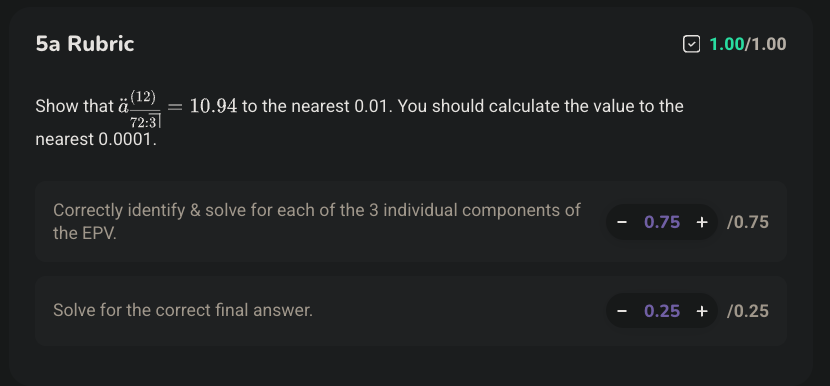 5a Rubric
1.00/1.00
Show that ä^{(12)}_{\overline{72:\overline{3|}}} = 10.94 to the nearest 0.01. You should calculate the value to the
nearest 0.0001.
Correctly identify & solve for each of the 3 individual components of
the EPV.
− 0.75 + /0.75
Solve for the correct final answer.
− 0.25 + /0.25